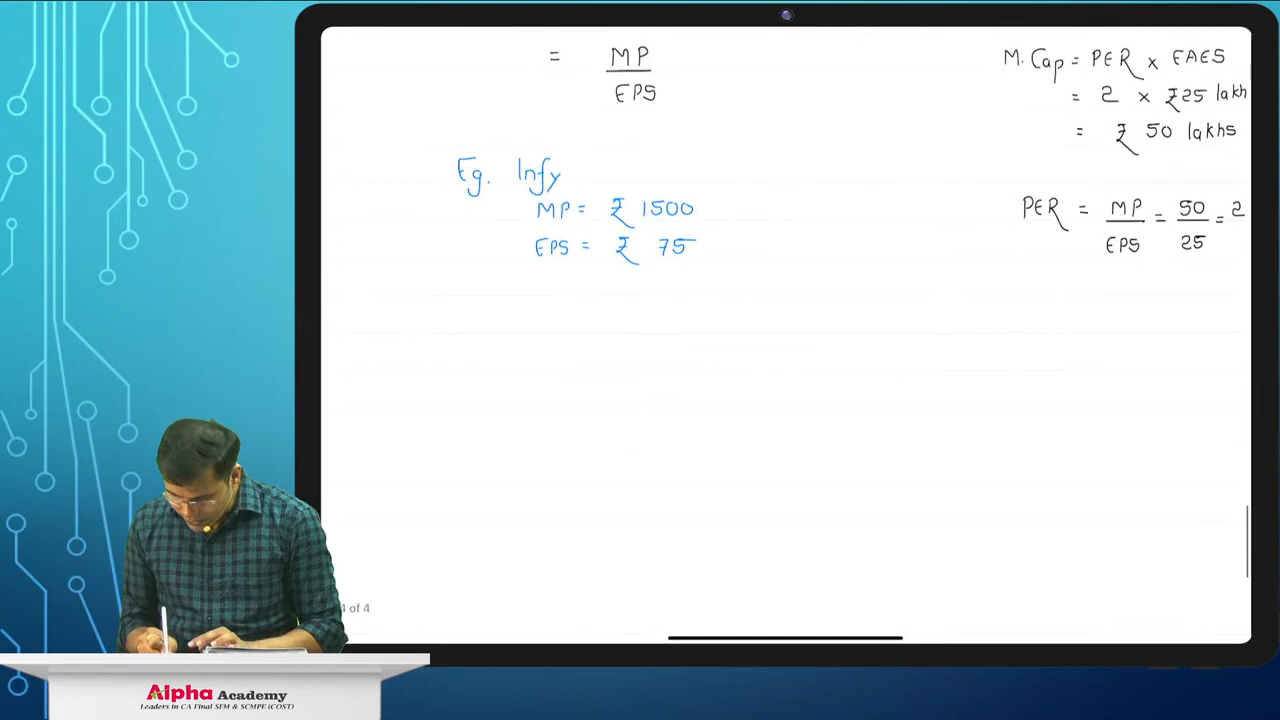 = MP
EPS
Eg. Infy
MP = ₹ 1500
EPS = ₹ 75
M. Cap = PER x EAES
= 2 x ₹25 lakh
= ₹ 50 lakhs
PER = MP = 50 = 2
EPS 25
4 of 4
Alpha Academy
Leaders in CA Final SFM & SCMPE (COST)